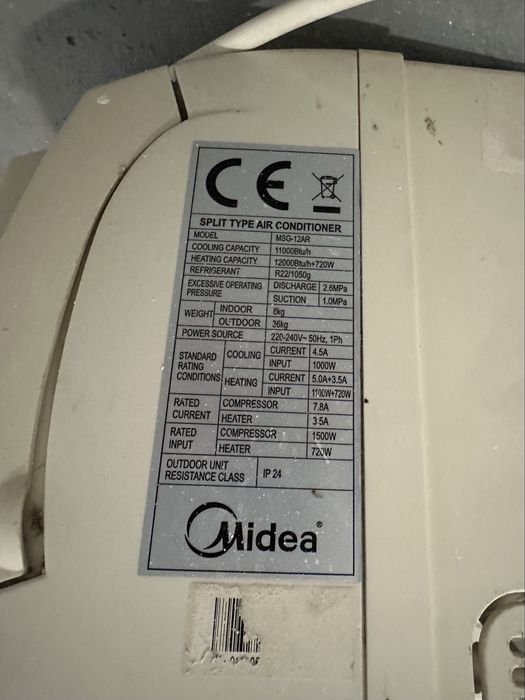 CE
SPLIT TYPE AIR CONDITIONER
MODEL MSG-12AR
COOLING CAPACITY 11000Btu/h
HEATING CAPACITY 12000Btu/h+720W
REFRIGERANT R22/1050g
EXCESSIVE OPERATING PRESSURE DISCHARGE 2.6MPa
SUCTION 1.0MPa
WEIGHT INDOOR 8kg
OUTDOOR 36kg
POWER SOURCE 220-240V~ 50Hz, 1Ph
STANDARD RATING CONDITIONS COOLING CURRENT 4.5A
INPUT 1000W
HEATING CURRENT 5.0A+3.5A
INPUT 1100W+720W
RATED CURRENT COMPRESSOR 7.8A
HEATER 3.5A
RATED INPUT COMPRESSOR 1500W
HEATER 720W
OUTDOOR UNIT RESISTANCE CLASS IP 24
Midea®